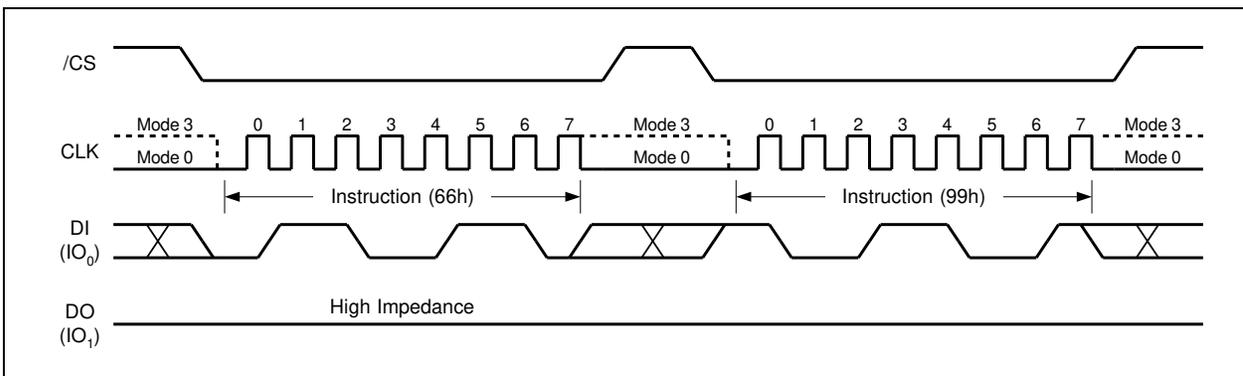 /CS
Mode 3 0 1 2 3 4 5 6 7 Mode 3 0 1 2 3 4 5 6 7 Mode 3
CLK
Mode 0 Mode 0 Mode 0
Instruction (66h) Instruction (99h)
DI
(IO0)
High Impedance
DO
(IO1)